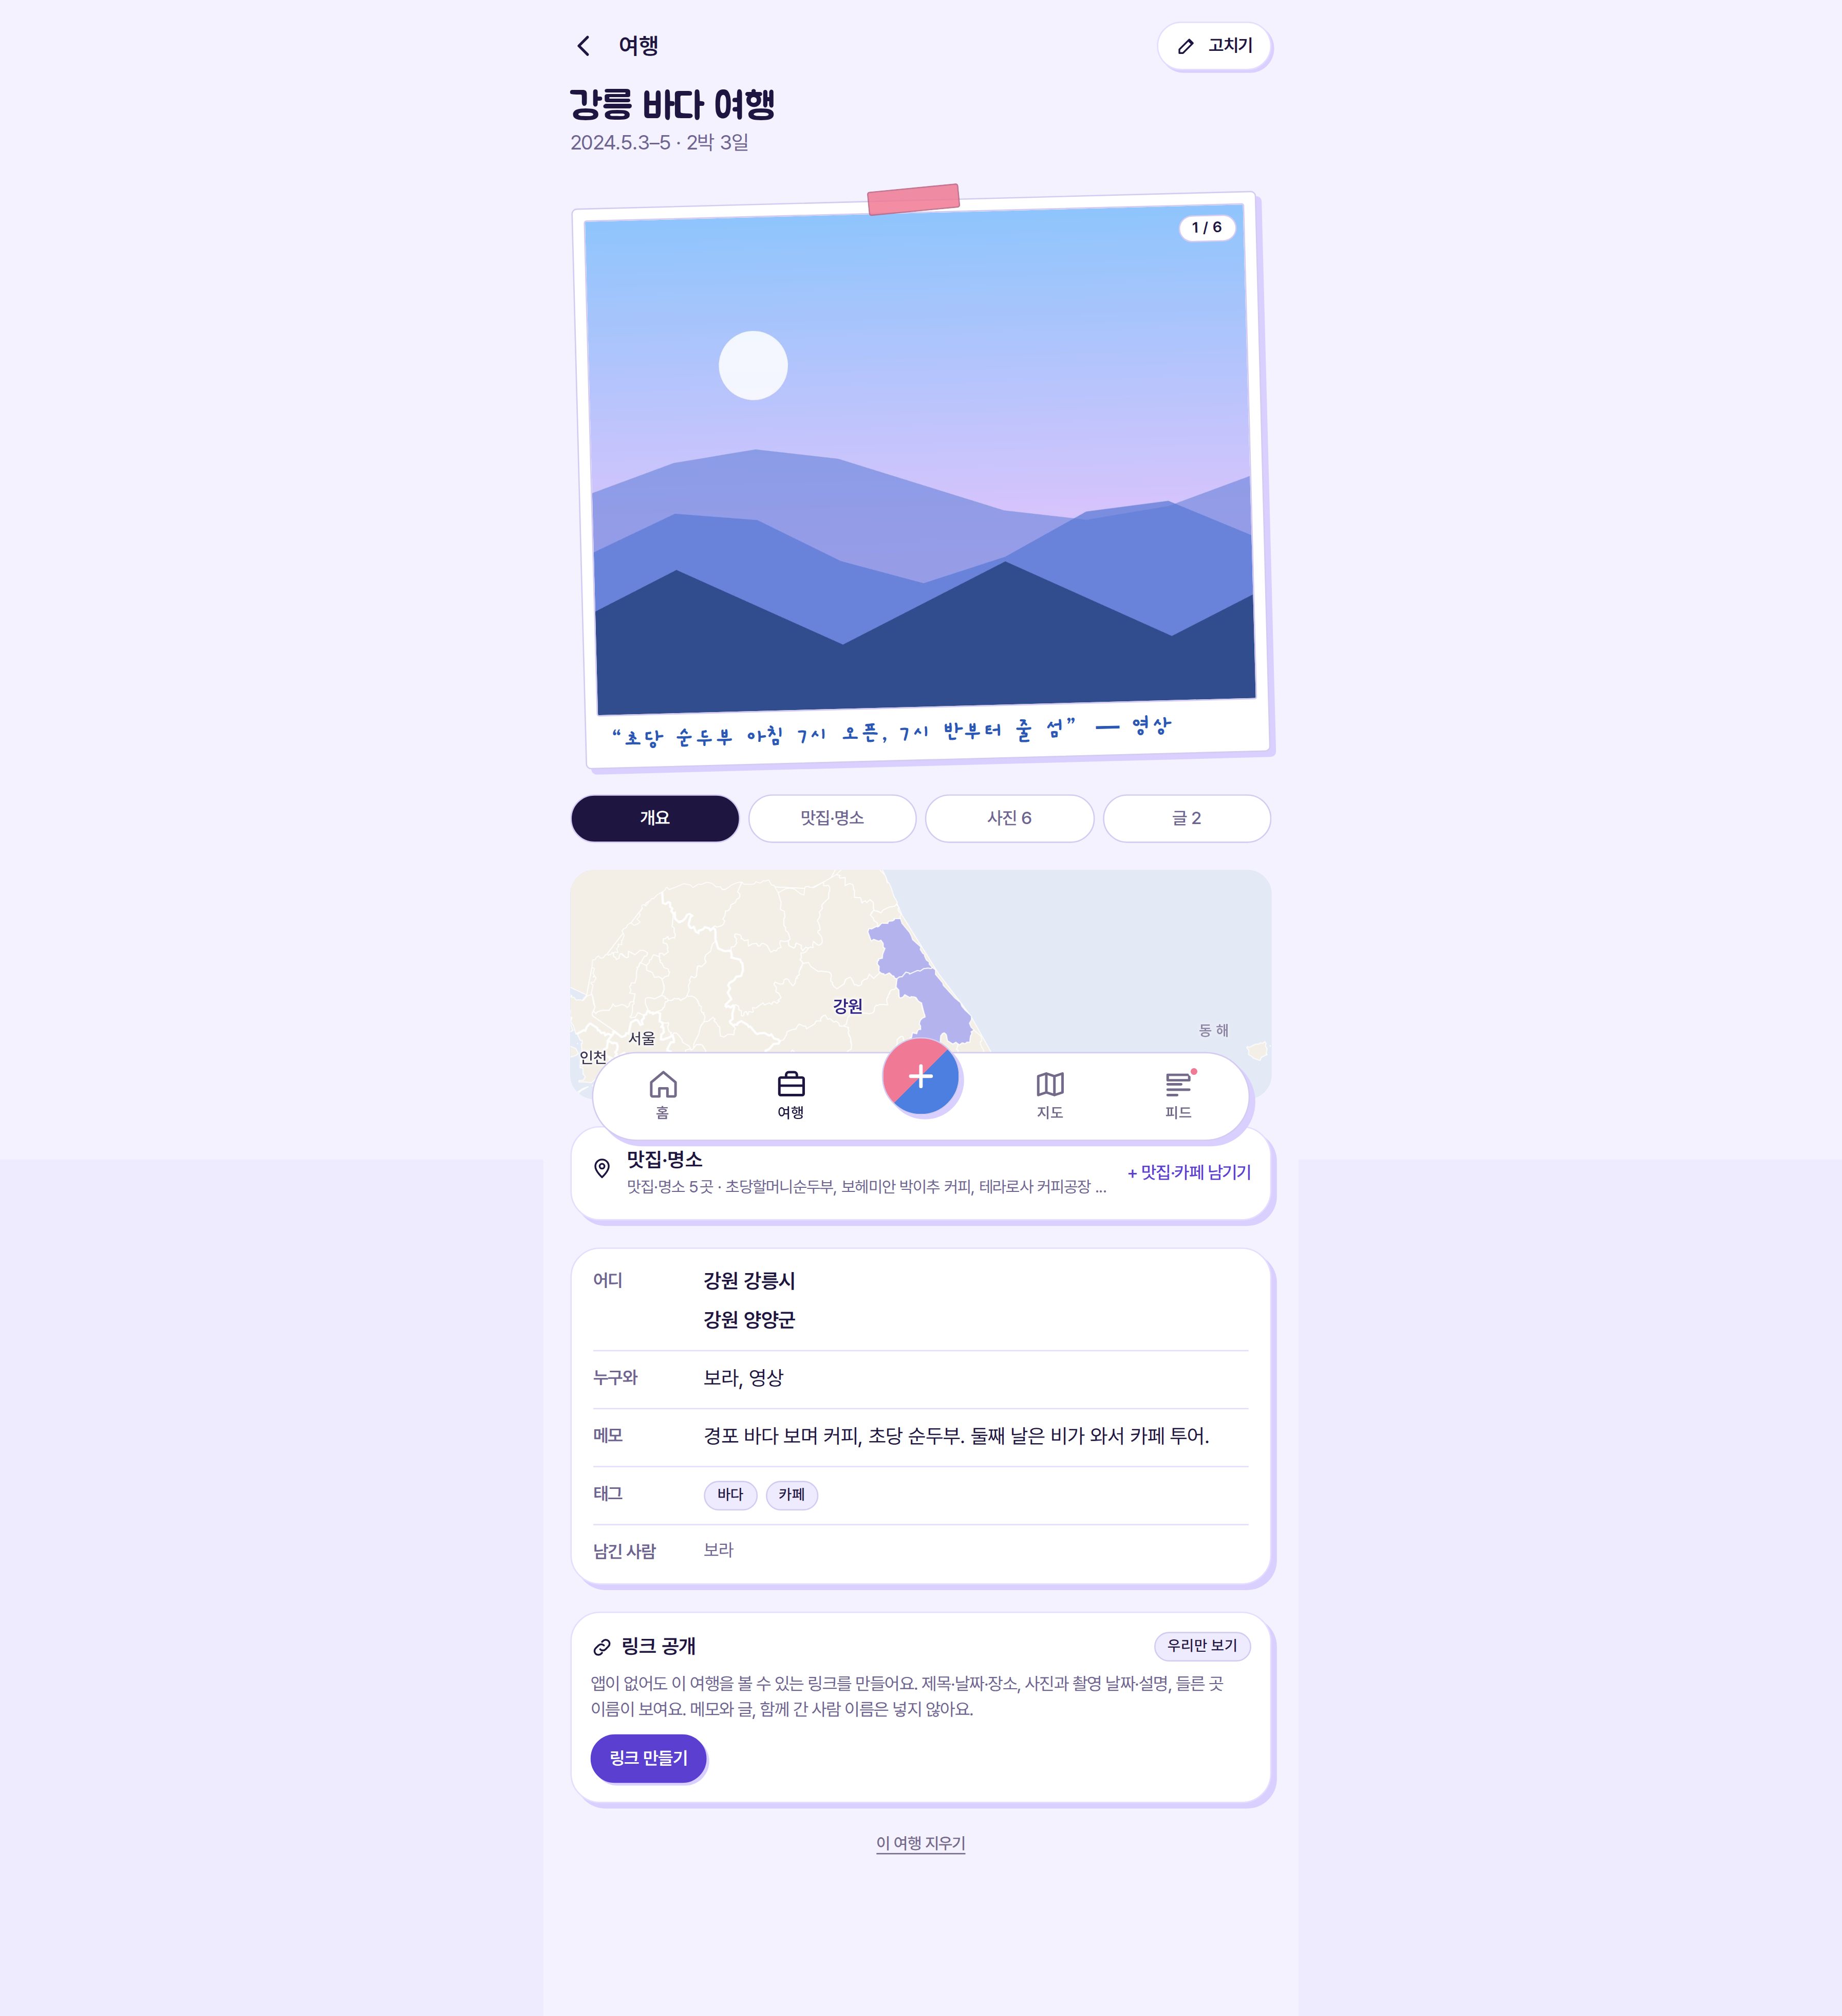 여행
고치기
강릉 바다 여행
2024.5.3–5 · 2박 3일
1 / 6
“초당 순두부 아침 7시 오픈, 7시 반부터 줄 섬” — 영상
개요
맛집·명소
사진 6
글 2
강원
서울
인천
동 해
홈
여행
지도
피드
맛집·명소
맛집·명소 5곳 · 초당할머니순두부, 보헤미안 박이추 커피, 테라로사 커피공장 ...
+ 맛집·카페 남기기
어디
강원 강릉시
강원 양양군
누구와
보라, 영상
메모
경포 바다 보며 커피, 초당 순두부. 둘째 날은 비가 와서 카페 투어.
태그
바다
카페
남긴 사람
보라
링크 공개
우리만 보기
앱이 없어도 이 여행을 볼 수 있는 링크를 만들어요. 제목·날짜·장소, 사진과 촬영 날짜·설명, 들른 곳
이름이 보여요. 메모와 글, 함께 간 사람 이름은 넣지 않아요.
링크 만들기
이 여행 지우기